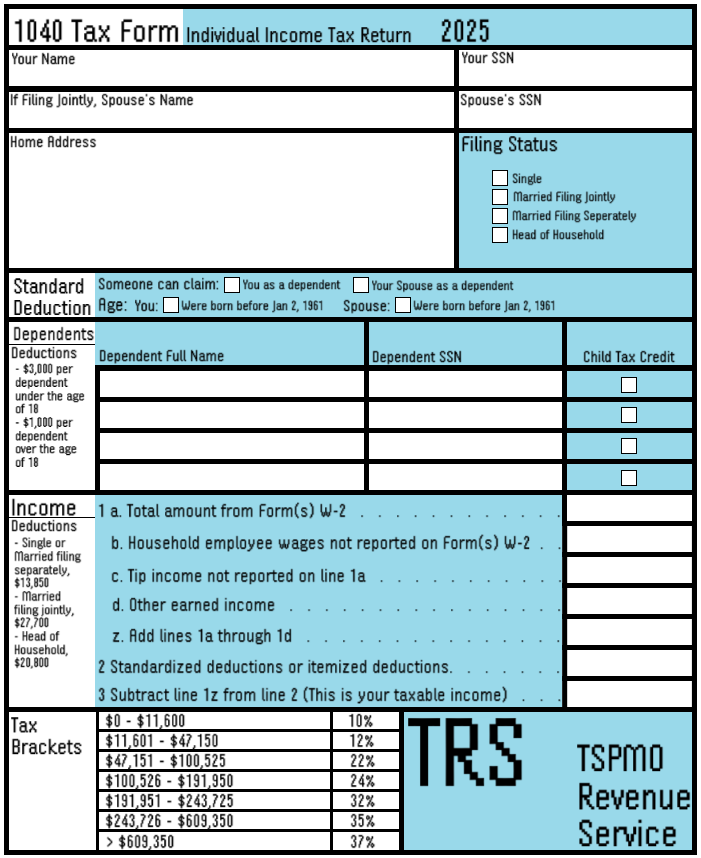 1040 Tax Form Individual Income Tax Return 2025
Your Name
Your SSN
If Filing Jointly, Spouse's Name
Spouse's SSN
Home Address
Filing Status
Single
Married Filing Jointly
Married Filing Seperately
Head of Household
Standard
Deduction
Someone can claim: You as a dependent Your Spouse as a dependent
Age: You: Were born before Jan 2, 1961 Spouse: Were born before Jan 2, 1961
Dependents
Deductions
- $3,000 per
dependent
under the age
of 18
- $1,000 per
dependent
over the age
of 18
Dependent Full Name
Dependent SSN
Child Tax Credit
Income
Deductions
- Single or
Married filing
separately,
$13,850
- Married
filing jointly,
$27,700
- Head of
Household,
$20,800
1 a. Total amount from Form(s) W-2 . . . . . . . . . . . .
b. Household employee wages not reported on Form(s) W-2 . .
c. Tip income not reported on line 1a . . . . . . . . . . .
d. Other earned income . . . . . . . . . . . . . . . .
z. Add lines 1a through 1d . . . . . . . . . . . . . . .
2 Standardized deductions or itemized deductions. . . . . . .
3 Subtract line 1z from line 2 (This is your taxable income) . . .
Tax
Brackets
$0 - $11,600 10%
$11,601 - $47,150 12%
$47,151 - $100,525 22%
$100,526 - $191,950 24%
$191,951 - $243,725 32%
$243,726 - $609,350 35%
> $609,350 37%
TRS
TSPMO
Revenue
Service